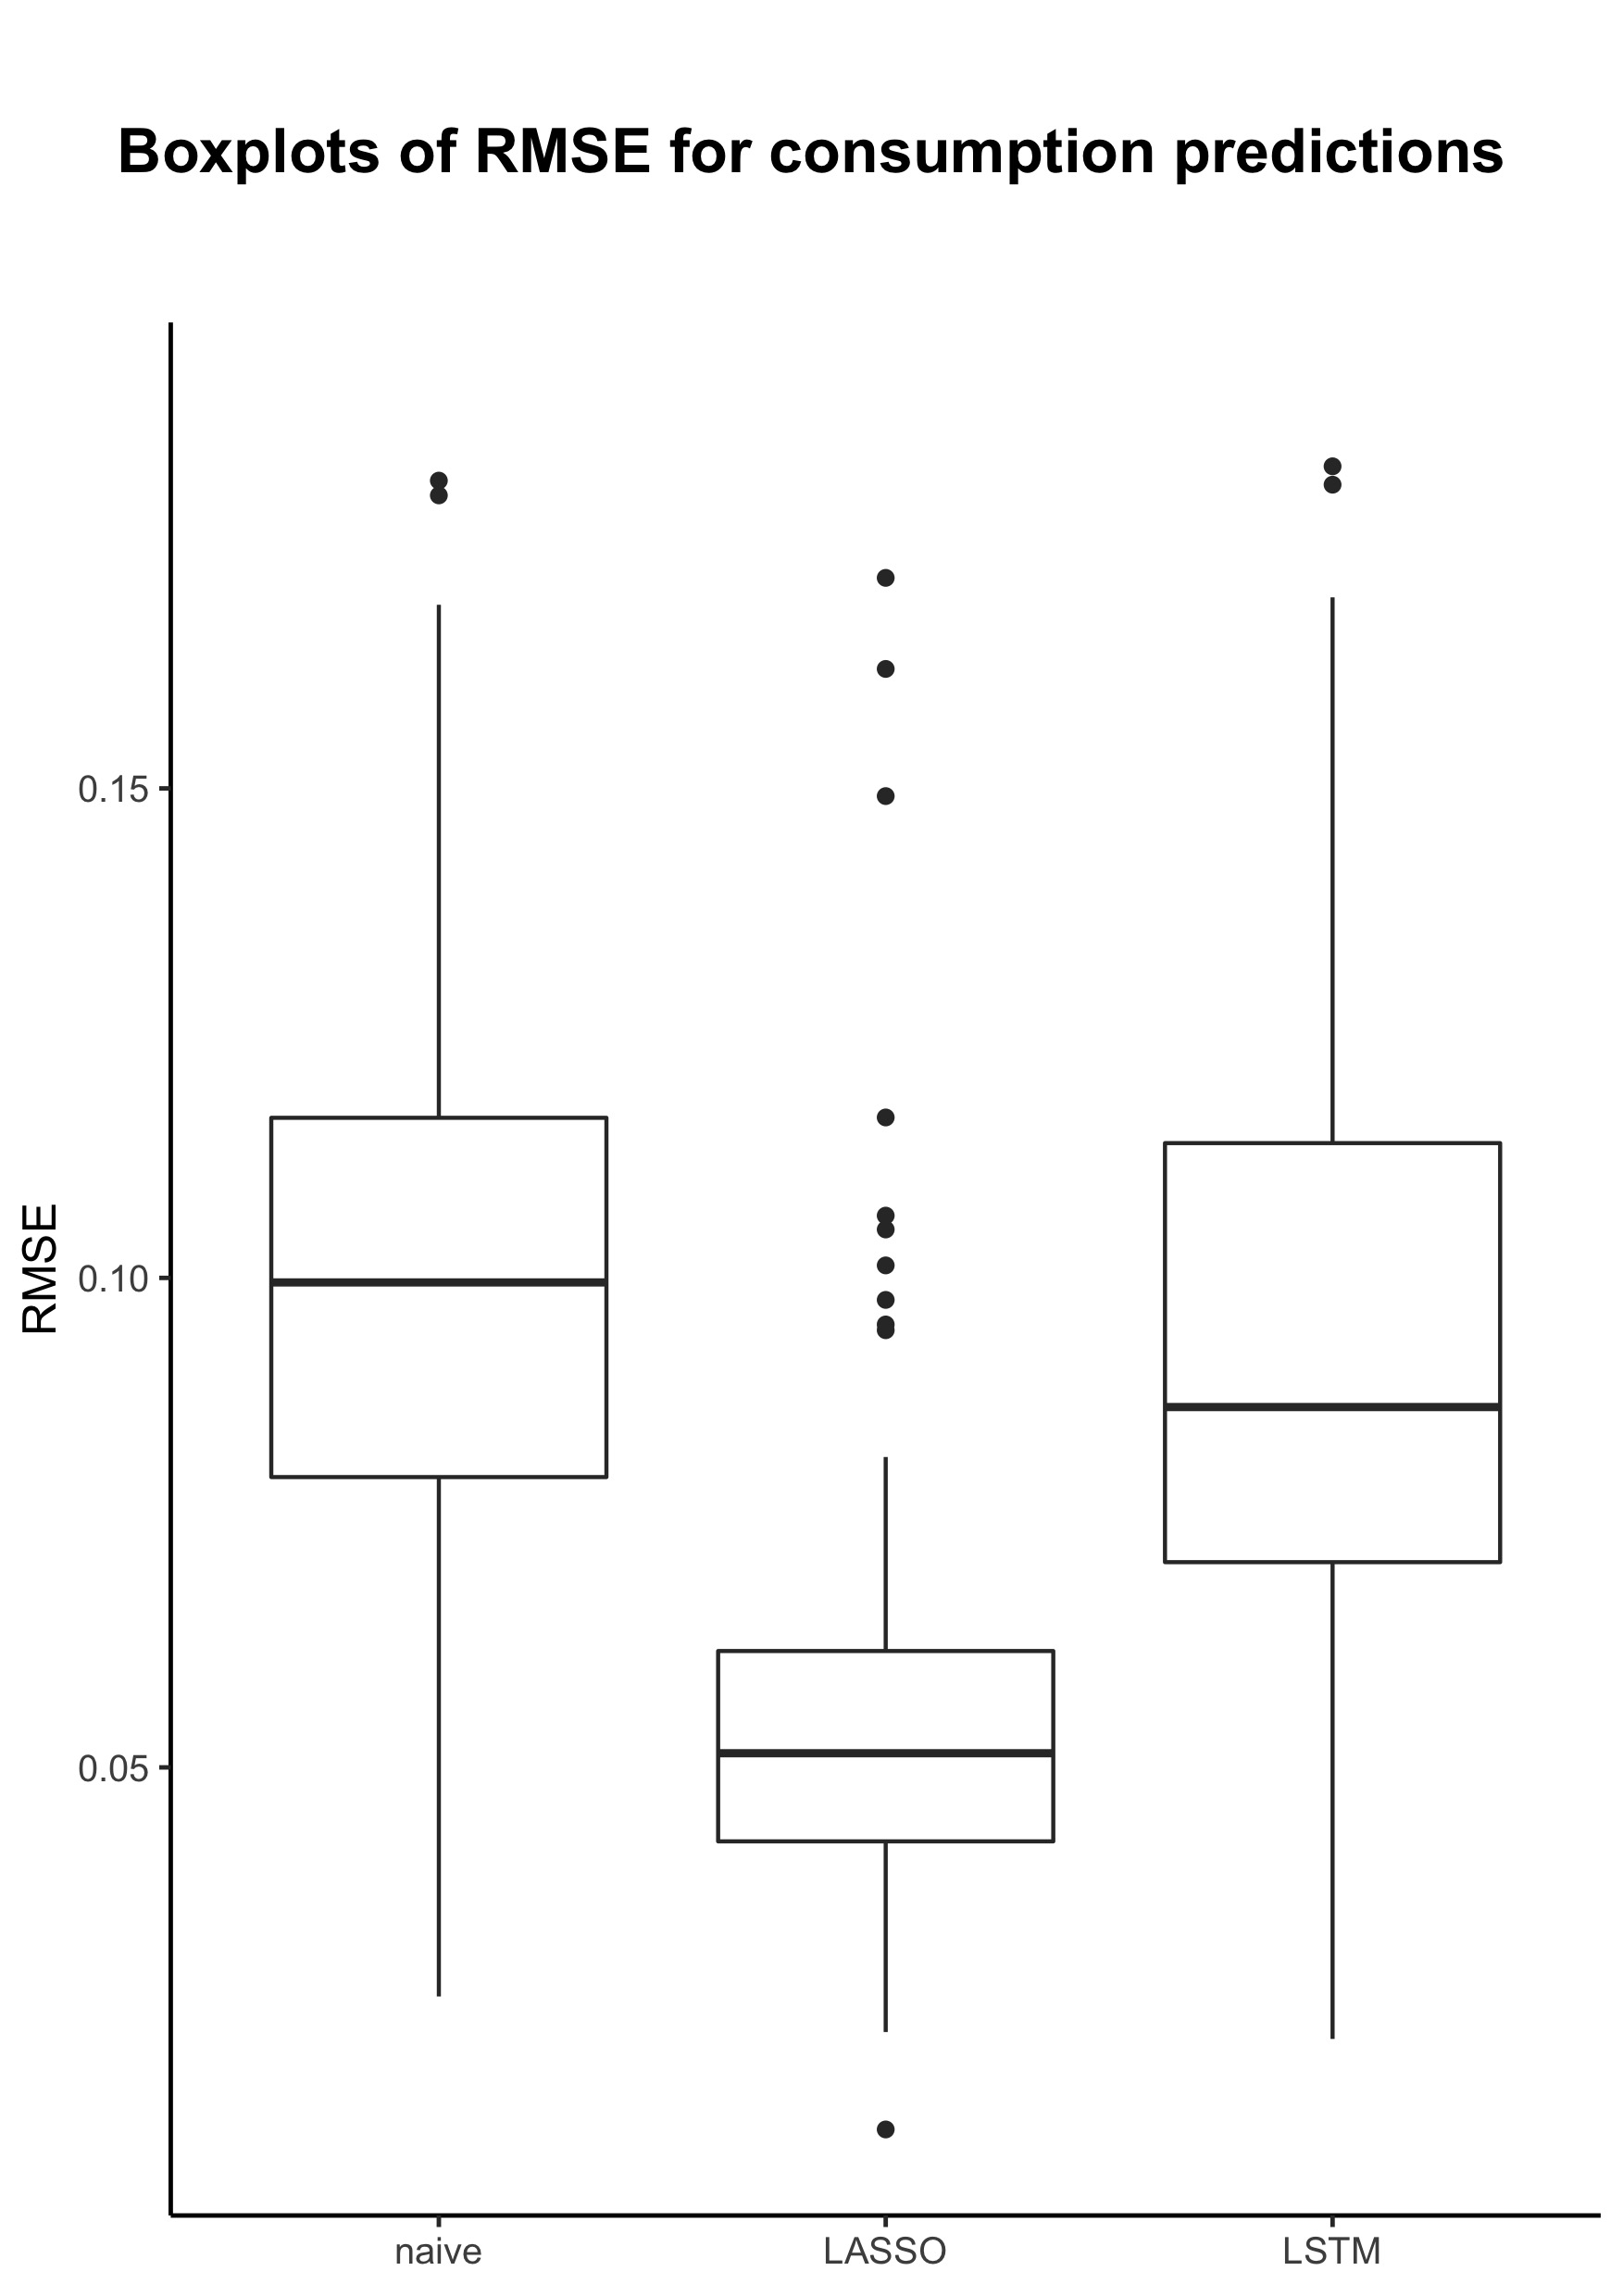 Boxplots of RMSE for consumption predictions
RMSE
0.15
0.10
0.05
naive
LASSO
LSTM